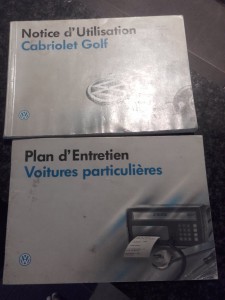 Notice d'Utilisation
Cabriolet Golf
Plan d'Entretien
Voitures particulières